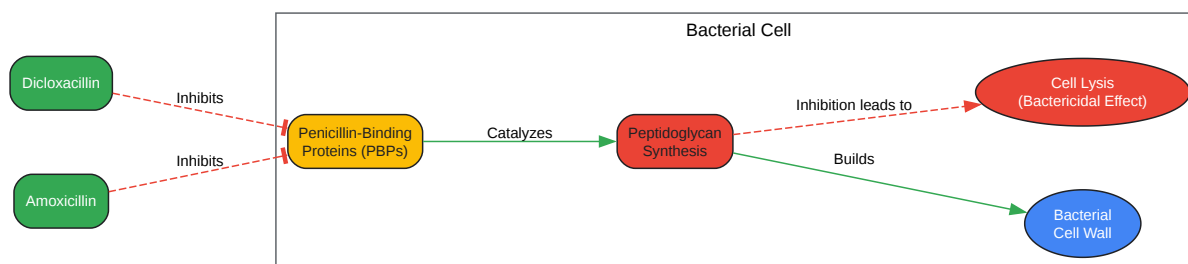 Bacterial Cell
Dicloxacillin
Inhibits
Amoxicillin
Inhibits
Penicillin-Binding
Proteins (PBPs)
Catalyzes
Peptidoglycan
Synthesis
Inhibition leads to
Cell Lysis
(Bactericidal Effect)
Builds
Bacterial
Cell Wall